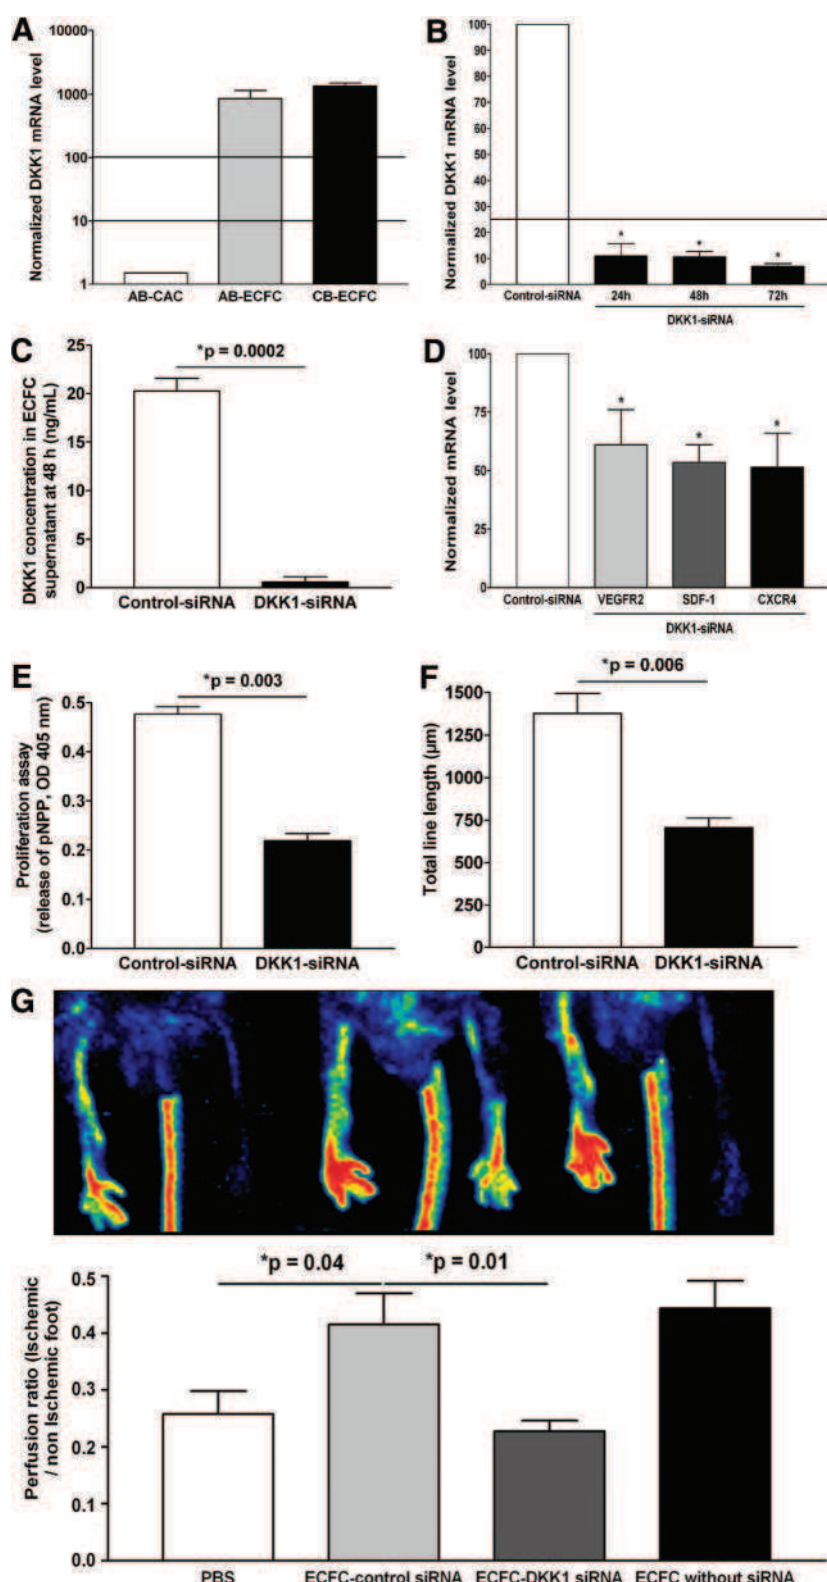 A
Normalized DKK1 mRNA level
10000
1000
100
10
1
AB-CAC AB-ECFC CB-ECFC
B
Normalized DKK1 mRNA level
100
90
80
70
60
50
40
30
20
10
0
* * *
Control-siRNA 24h 48h 72h
DKK1-siRNA
C
DKK1 concentration in ECFC
supernatant at 48 h (ng/mL)
25
20
15
10
5
0
*p = 0.0002
Control-siRNA DKK1-siRNA
D
Normalized mRNA level
100
75
50
25
0
* * *
Control-siRNA VEGFR2 SDF-1 CXCR4
DKK1-siRNA
E
Proliferation assay
(release of pNPP, OD 405 nm)
0.5
0.4
0.3
0.2
0.1
0.0
*p = 0.003
Control-siRNA DKK1-siRNA
F
Total line length (µm)
1500
1250
1000
750
500
250
0
*p = 0.006
Control-siRNA DKK1-siRNA
G
Perfusion ratio (Ischemic
/ non Ischemic foot)
0.5
0.4
0.3
0.2
0.1
0.0
*p = 0.04 *p = 0.01
PBS ECFC-control siRNA ECFC-DKK1 siRNA ECFC without siRNA